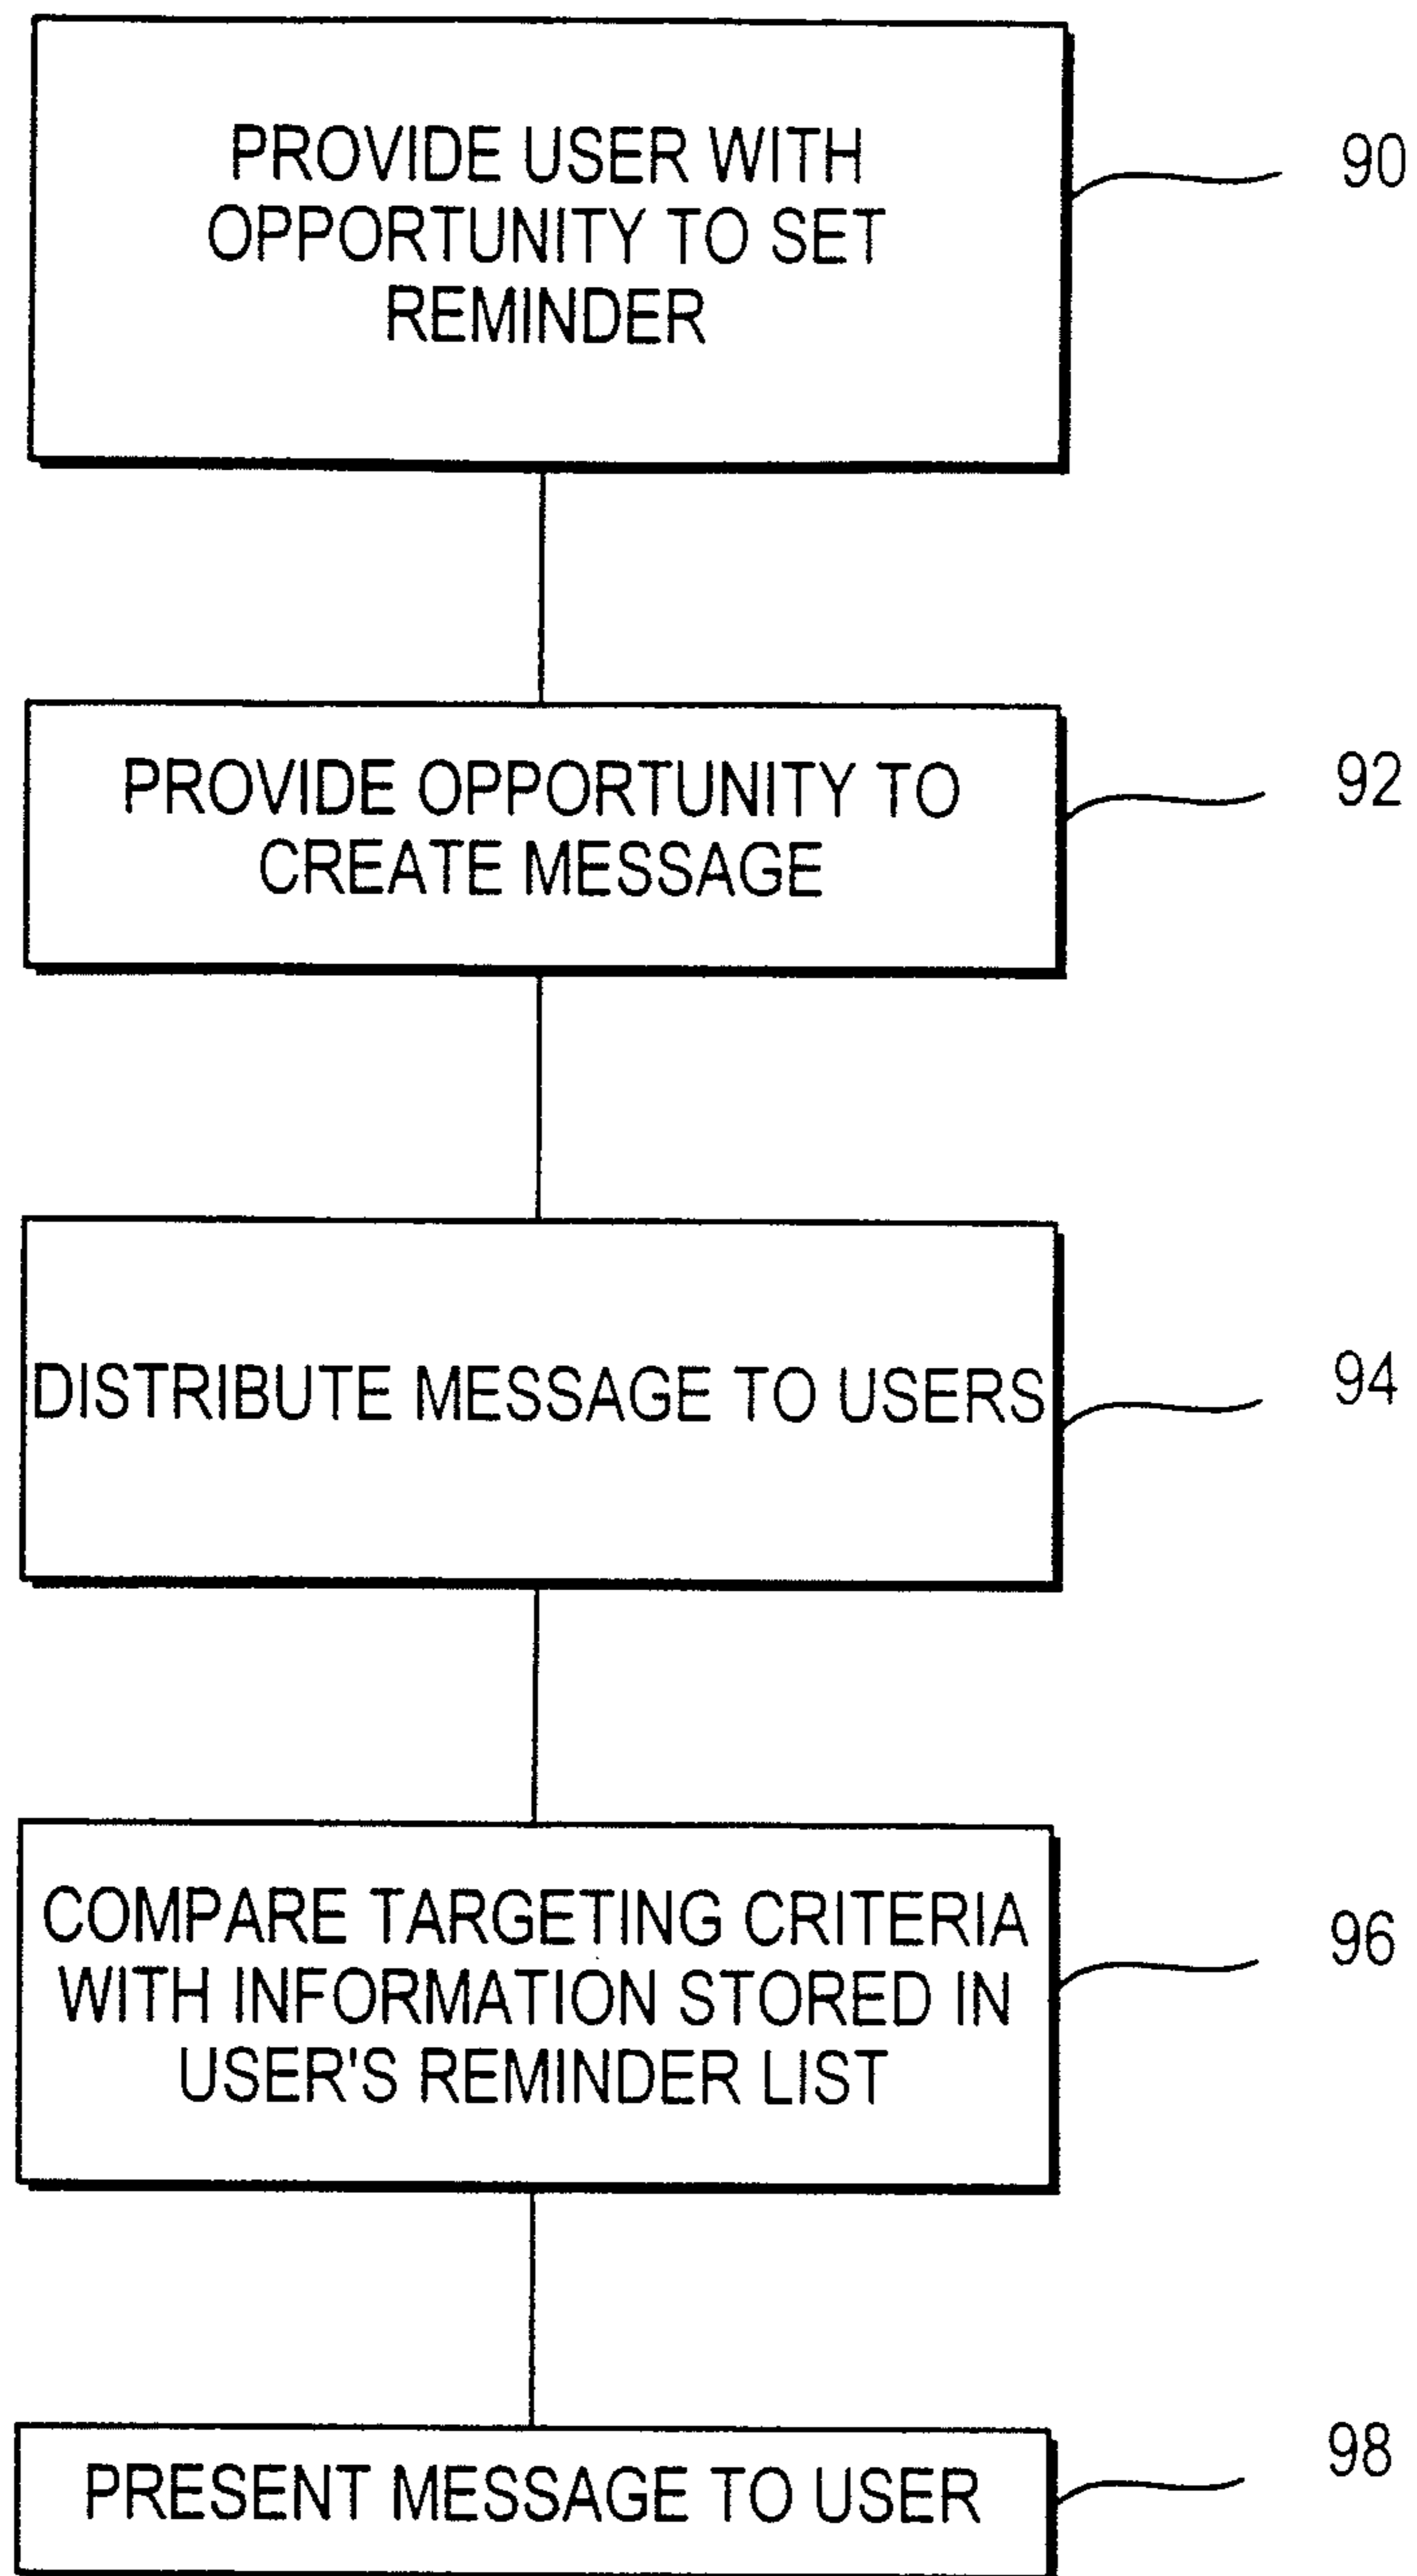 PROVIDE USER WITH
OPPORTUNITY TO SET
REMINDER
90
PROVIDE OPPORTUNITY TO
CREATE MESSAGE
92
DISTRIBUTE MESSAGE TO USERS
94
COMPARE TARGETING CRITERIA
WITH INFORMATION STORED IN
USER'S REMINDER LIST
96
PRESENT MESSAGE TO USER
98